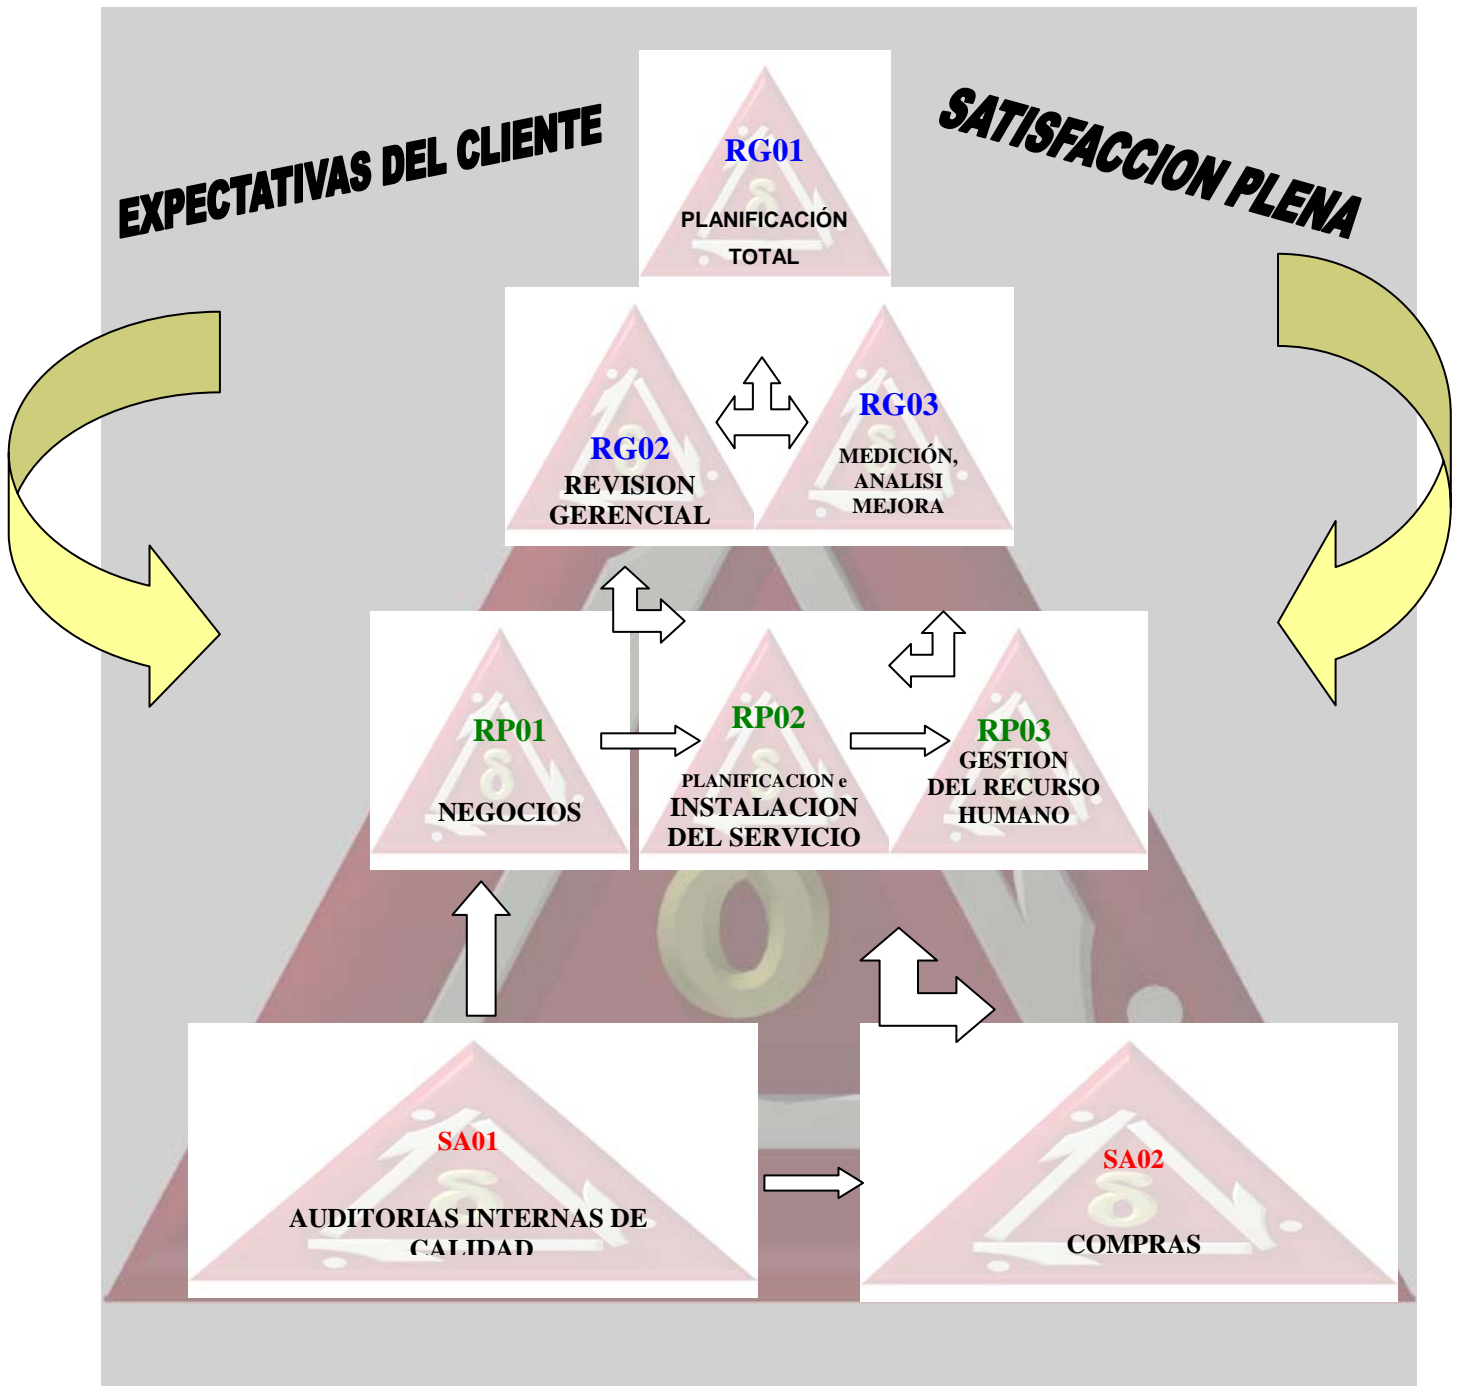 EXPECTATIVAS DEL CLIENTE
SATISFACCION PLENA
RG01
PLANIFICACIÓN
TOTAL
RG02
REVISION
GERENCIAL
RG03
MEDICIÓN,
ANALISI
MEJORA
RP01
NEGOCIOS
RP02
PLANIFICACION e
INSTALACION
DEL SERVICIO
RP03
GESTION
DEL RECURSO
HUMANO
SA01
AUDITORIAS INTERNAS DE
CALIDAD
SA02
COMPRAS